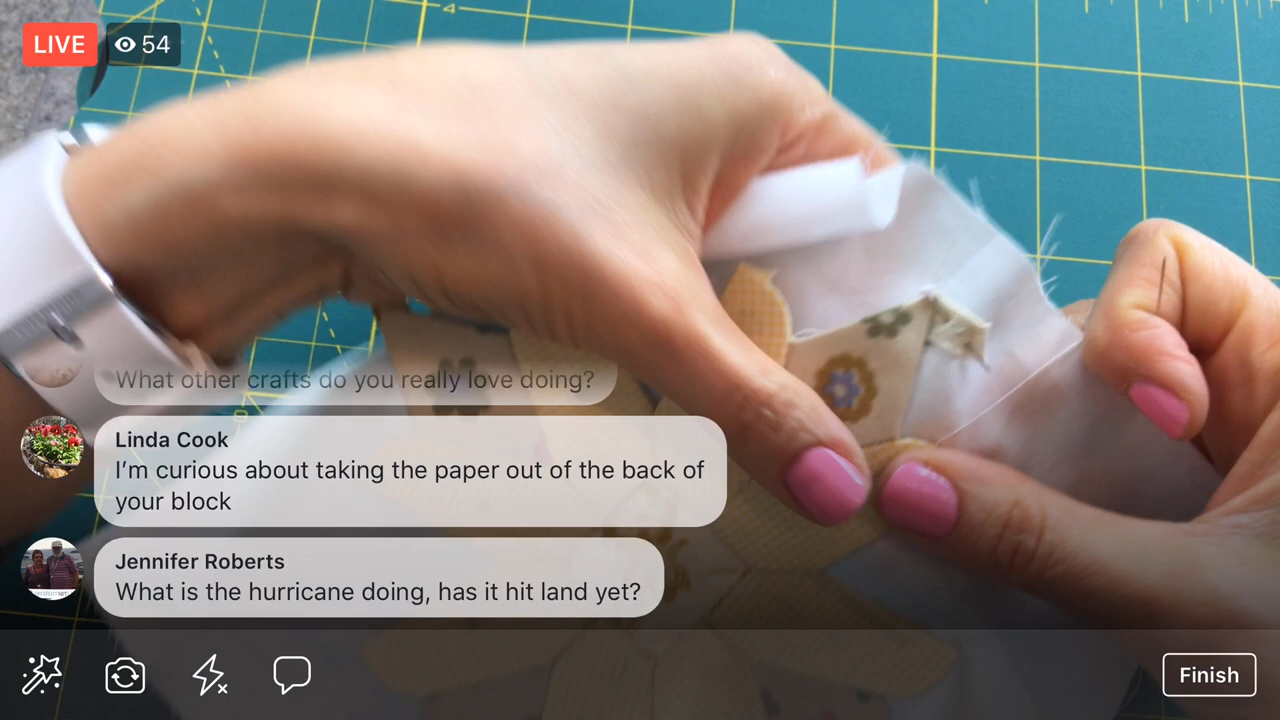 LIVE 54
4
What other crafts do you really love doing?
Linda Cook
I’m curious about taking the paper out of the back of
your block
Jennifer Roberts
What is the hurricane doing, has it hit land yet?
Finish